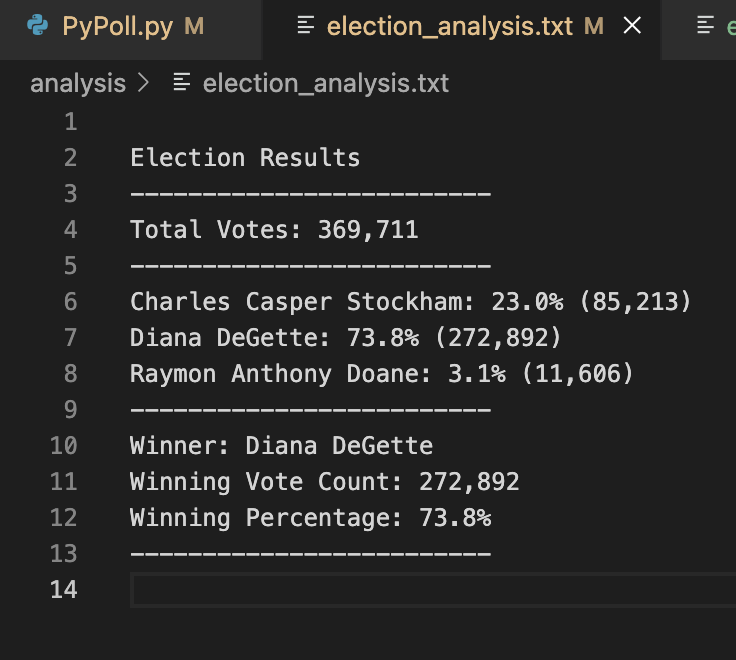 PyPoll.py M election_analysis.txt M
analysis > election_analysis.txt
1
2 Election Results
3 -------------------------
4 Total Votes: 369,711
5 -------------------------
6 Charles Casper Stockham: 23.0% (85,213)
7 Diana DeGette: 73.8% (272,892)
8 Raymon Anthony Doane: 3.1% (11,606)
9 -------------------------
10 Winner: Diana DeGette
11 Winning Vote Count: 272,892
12 Winning Percentage: 73.8%
13 -------------------------
14